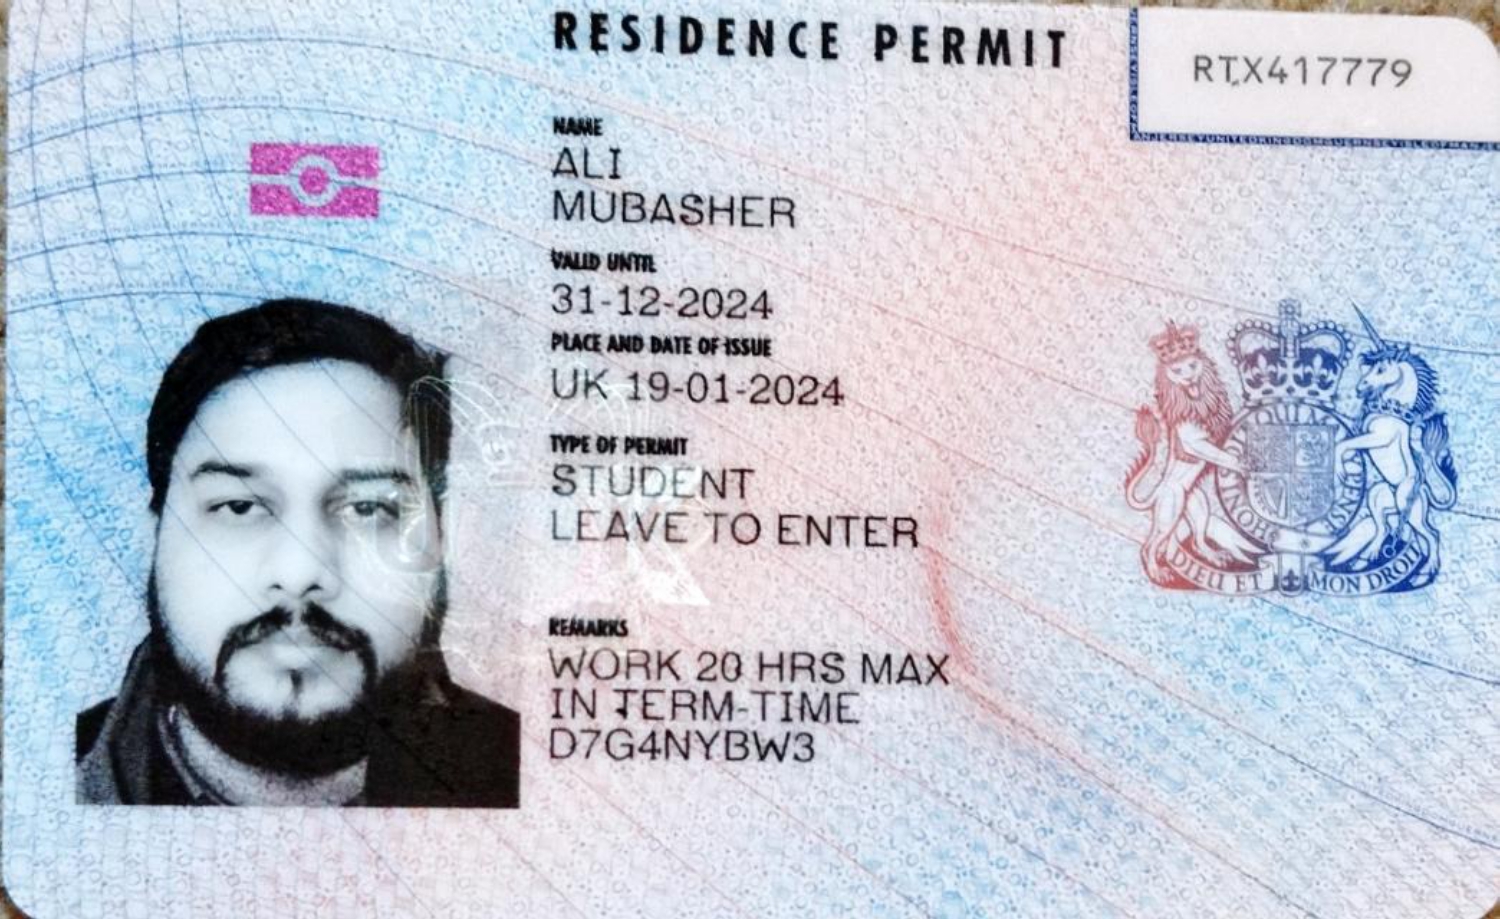 RESIDENCE PERMIT
RTX417779
NAME
ALI
MUBASHER
VALID UNTIL
31-12-2024
PLACE AND DATE OF ISSUE
UK 19-01-2024
TYPE OF PERMIT
STUDENT
LEAVE TO ENTER
REMARKS
WORK 20 HRS MAX
IN TERM-TIME
D7G4NYBW3
DIEU ET MON DROIT